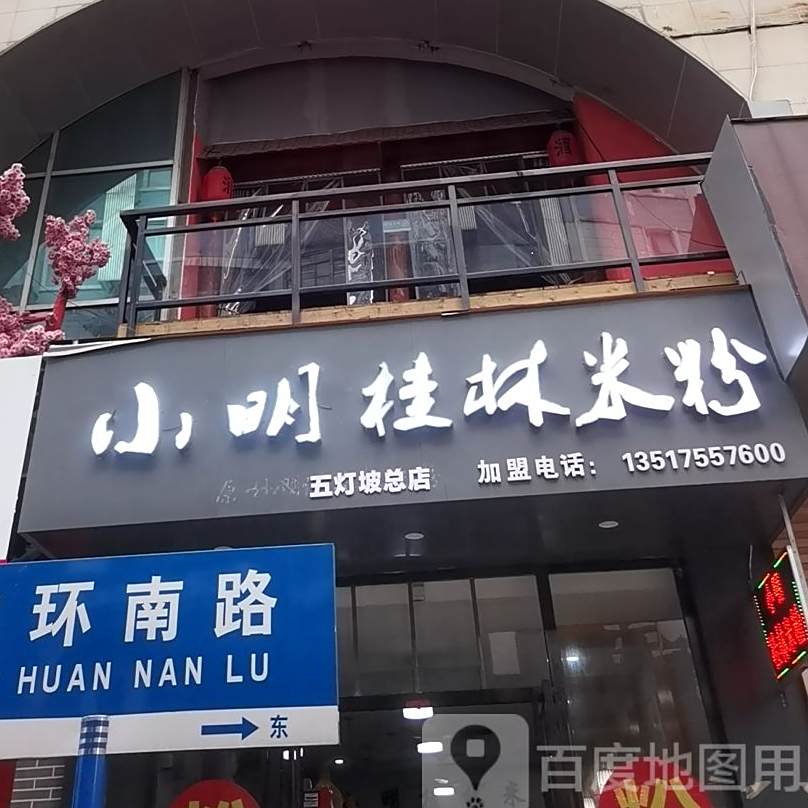 小明桂林米粉
五灯坡总店 加盟电话：13517557600
环南路
HUAN NAN LU
东
百度地图用